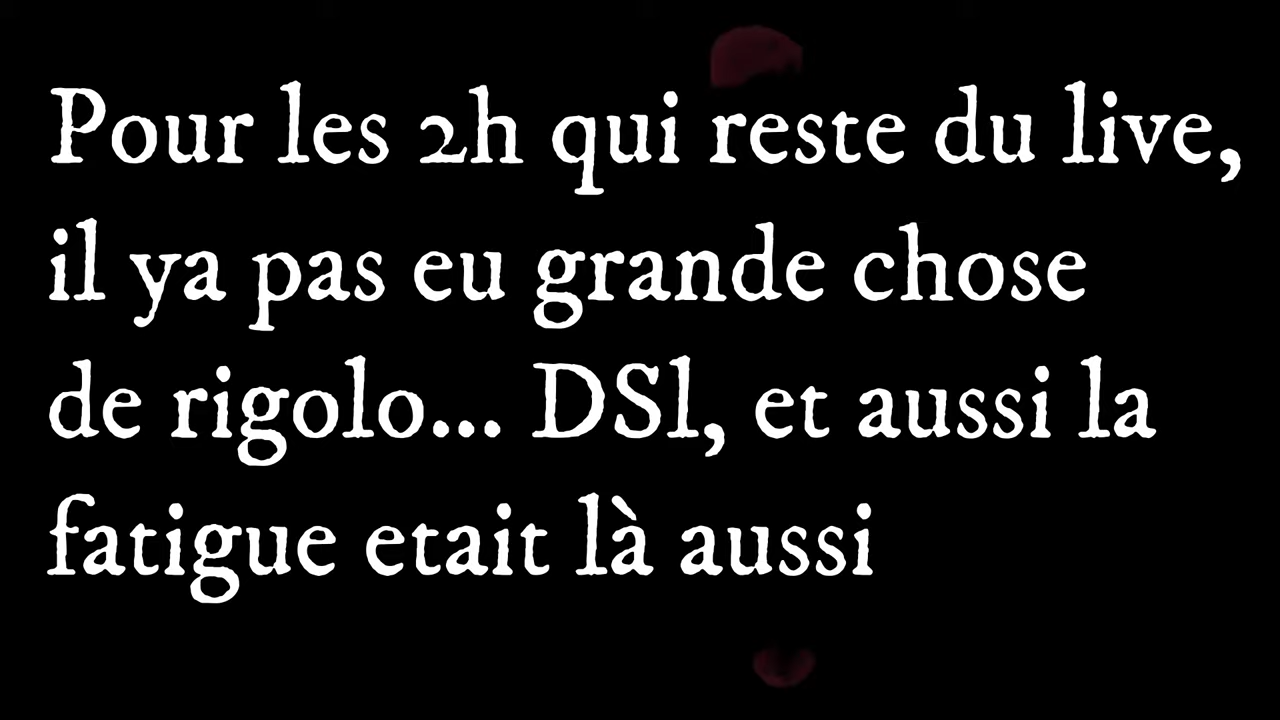 Pour les 2h qui reste du live,
il ya pas eu grande chose
de rigolo... DSl, et aussi la
fatigue etait là aussi